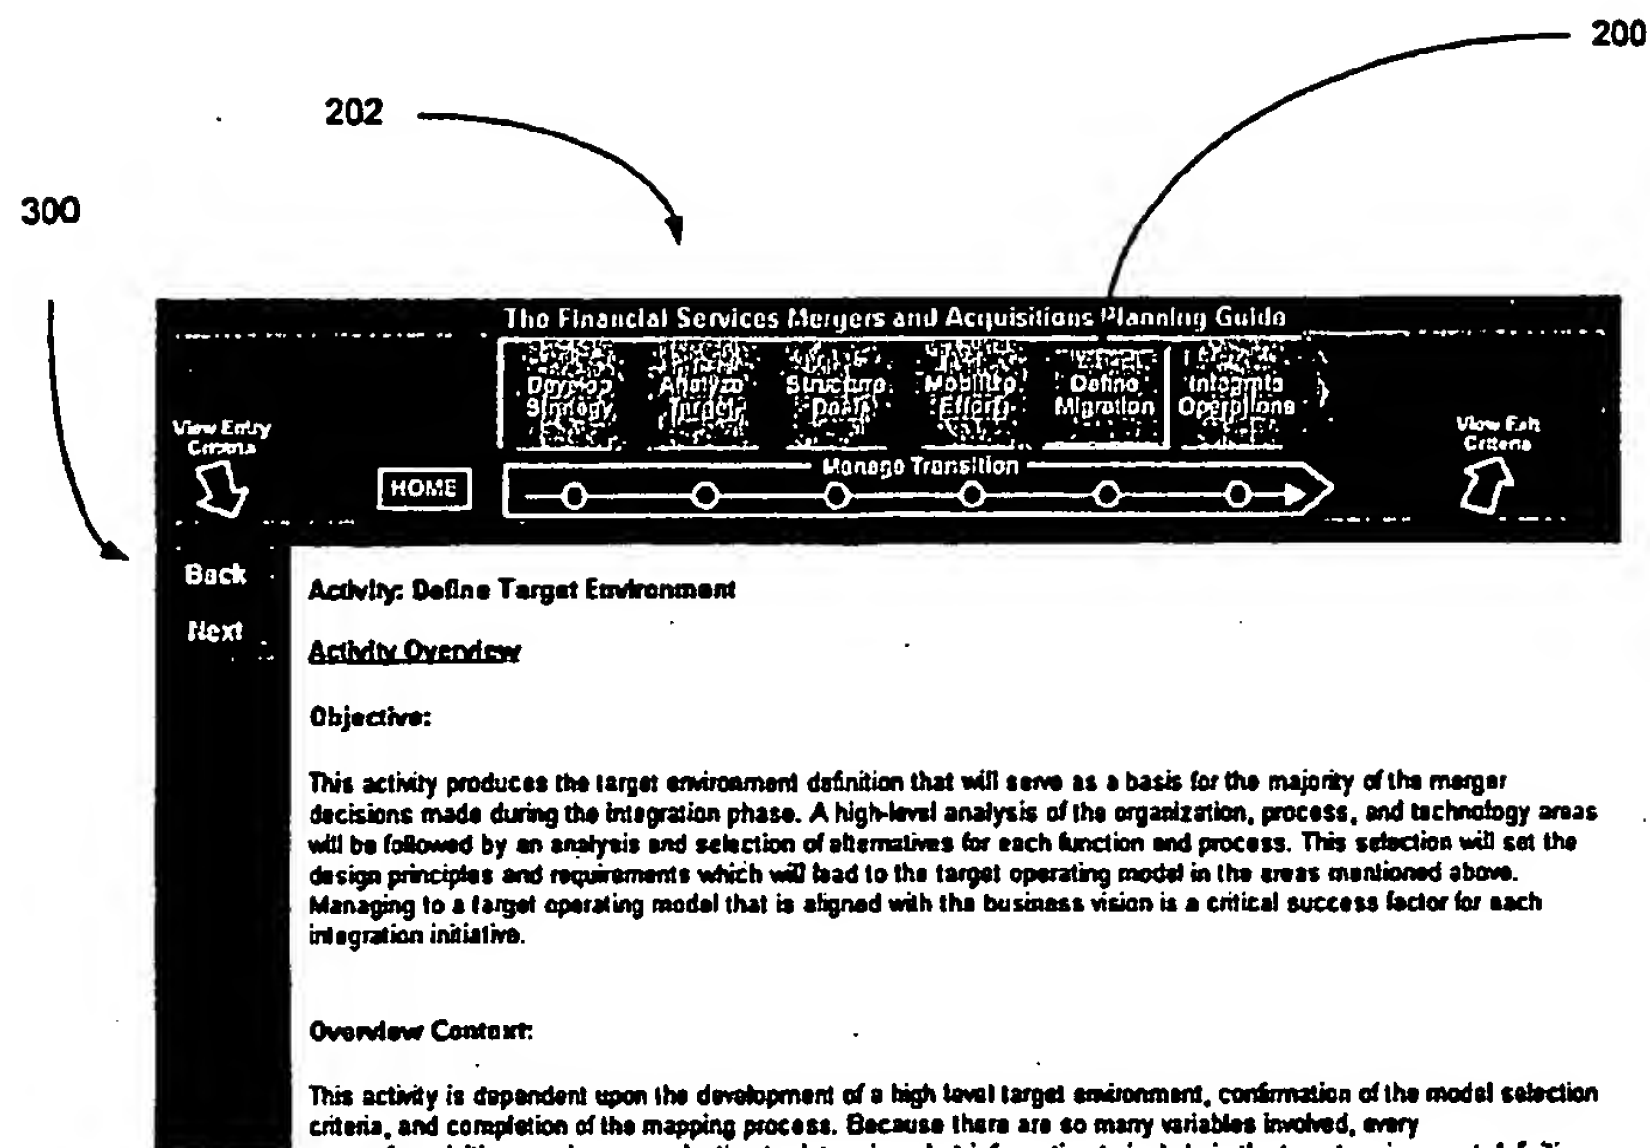 200
202
300
The Financial Services Mergers and Acquisitions Planning Guide
Develop Strategy
Analyze Target
Structure Deals
Mobilize Efforts
Define Migration
Integrate Operations
View Entry
Criteria
View Exit
Criteria
Manage Transition
HOME
Back
Next
Activity: Define Target Environment
Activity Overview
Objective:
This activity produces the target environment definition that will serve as a basis for the majority of the merger
decisions made during the integration phase. A high-level analysis of the organization, process, and technology areas
will be followed by an analysis and selection of alternatives for each function and process. This selection will set the
design principles and requirements which will lead to the target operating model in the areas mentioned above.
Managing to a target operating model that is aligned with the business vision is a critical success factor for each
integration initiative.
Overview Context:
This activity is dependent upon the development of a high level target environment, confirmation of the model selection
criteria, and completion of the mapping process. Because there are so many variables involved, every